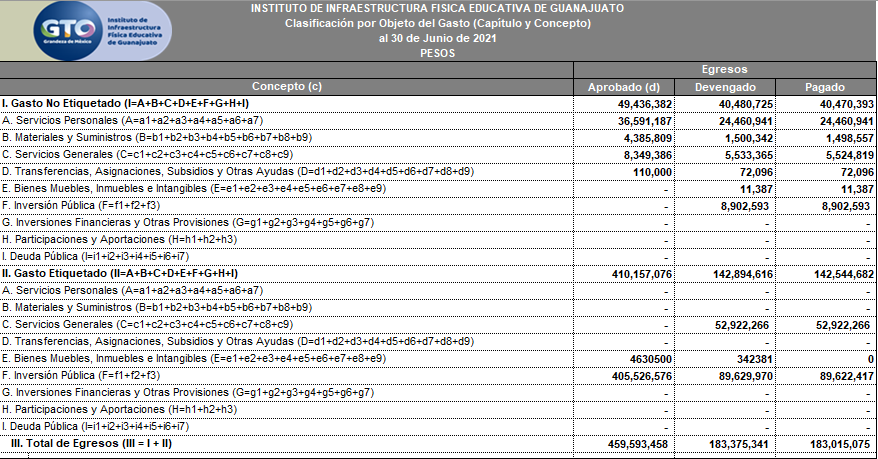 GTO
Grandeza de México
Instituto de
Infraestructura
Física Educativa
de Guanajuato
INSTITUTO DE INFRAESTRUCTURA FISICA EDUCATIVA DE GUANAJUATO
Clasificación por Objeto del Gasto (Capítulo y Concepto)
al 30 de Junio de 2021
PESOS
Egresos
Concepto (c) Aprobado (d) Devengado Pagado
I. Gasto No Etiquetado (I=A+B+C+D+E+F+G+H+I) 49,436,382 40,480,725 40,470,393
A. Servicios Personales (A=a1+a2+a3+a4+a5+a6+a7) 36,591,187 24,460,941 24,460,941
B. Materiales y Suministros (B=b1+b2+b3+b4+b5+b6+b7+b8+b9) 4,385,809 1,500,342 1,498,557
C. Servicios Generales (C=c1+c2+c3+c4+c5+c6+c7+c8+c9) 8,349,386 5,533,365 5,524,819
D. Transferencias, Asignaciones, Subsidios y Otras Ayudas (D=d1+d2+d3+d4+d5+d6+d7+d8+d9) 110,000 72,096 72,096
E. Bienes Muebles, Inmuebles e Intangibles (E=e1+e2+e3+e4+e5+e6+e7+e8+e9) - 11,387 11,387
F. Inversión Pública (F=f1+f2+f3) - 8,902,593 8,902,593
G. Inversiones Financieras y Otras Provisiones (G=g1+g2+g3+g4+g5+g6+g7) - - -
H. Participaciones y Aportaciones (H=h1+h2+h3) - - -
I. Deuda Pública (I=i1+i2+i3+i4+i5+i6+i7) - - -
II. Gasto Etiquetado (II=A+B+C+D+E+F+G+H+I) 410,157,076 142,894,616 142,544,682
A. Servicios Personales (A=a1+a2+a3+a4+a5+a6+a7) - - -
B. Materiales y Suministros (B=b1+b2+b3+b4+b5+b6+b7+b8+b9) - - -
C. Servicios Generales (C=c1+c2+c3+c4+c5+c6+c7+c8+c9) - 52,922,266 52,922,266
D. Transferencias, Asignaciones, Subsidios y Otras Ayudas (D=d1+d2+d3+d4+d5+d6+d7+d8+d9) - - -
E. Bienes Muebles, Inmuebles e Intangibles (E=e1+e2+e3+e4+e5+e6+e7+e8+e9) 4630500 342381 0
F. Inversión Pública (F=f1+f2+f3) 405,526,576 89,629,970 89,622,417
G. Inversiones Financieras y Otras Provisiones (G=g1+g2+g3+g4+g5+g6+g7) - - -
H. Participaciones y Aportaciones (H=h1+h2+h3) - - -
I. Deuda Pública (I=i1+i2+i3+i4+i5+i6+i7) - - -
III. Total de Egresos (III = I + II) 459,593,458 183,375,341 183,015,075